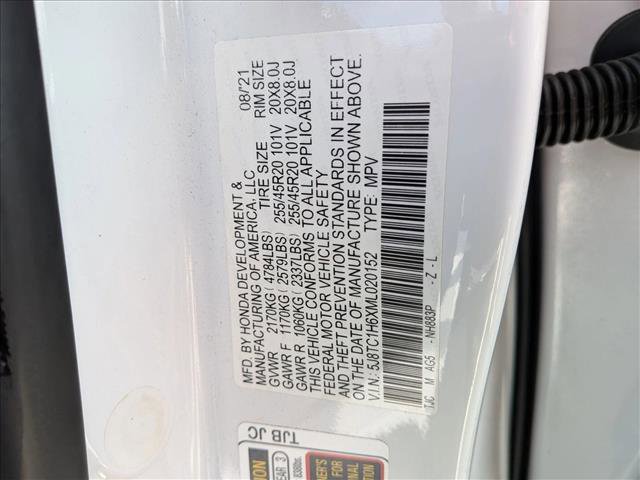 MFD. BY HONDA DEVELOPMENT & 08/'21
MANUFACTURING OF AMERICA, LLC
TIRE SIZE RIM SIZE
GVWR 2170KG(4784LBS)
GAWR F 1170KG(2579LBS) 255/45R20 101V 20X8.0J
GAWR R 1060KG(2337LBS) 255/45R20 101V 20X8.0J
THIS VEHICLE CONFORMS TO ALL APPLICABLE
FEDERAL MOTOR VEHICLE SAFETY
AND THEFT PREVENTION STANDARDS IN EFFECT
ON THE DATE OF MANUFACTURE SHOWN ABOVE.
V.I.N.: 5J8TC1H6XML020152 TYPE: MPV
TJC M AG5 -NH883P -Z-L
TJB JC
EAR 3